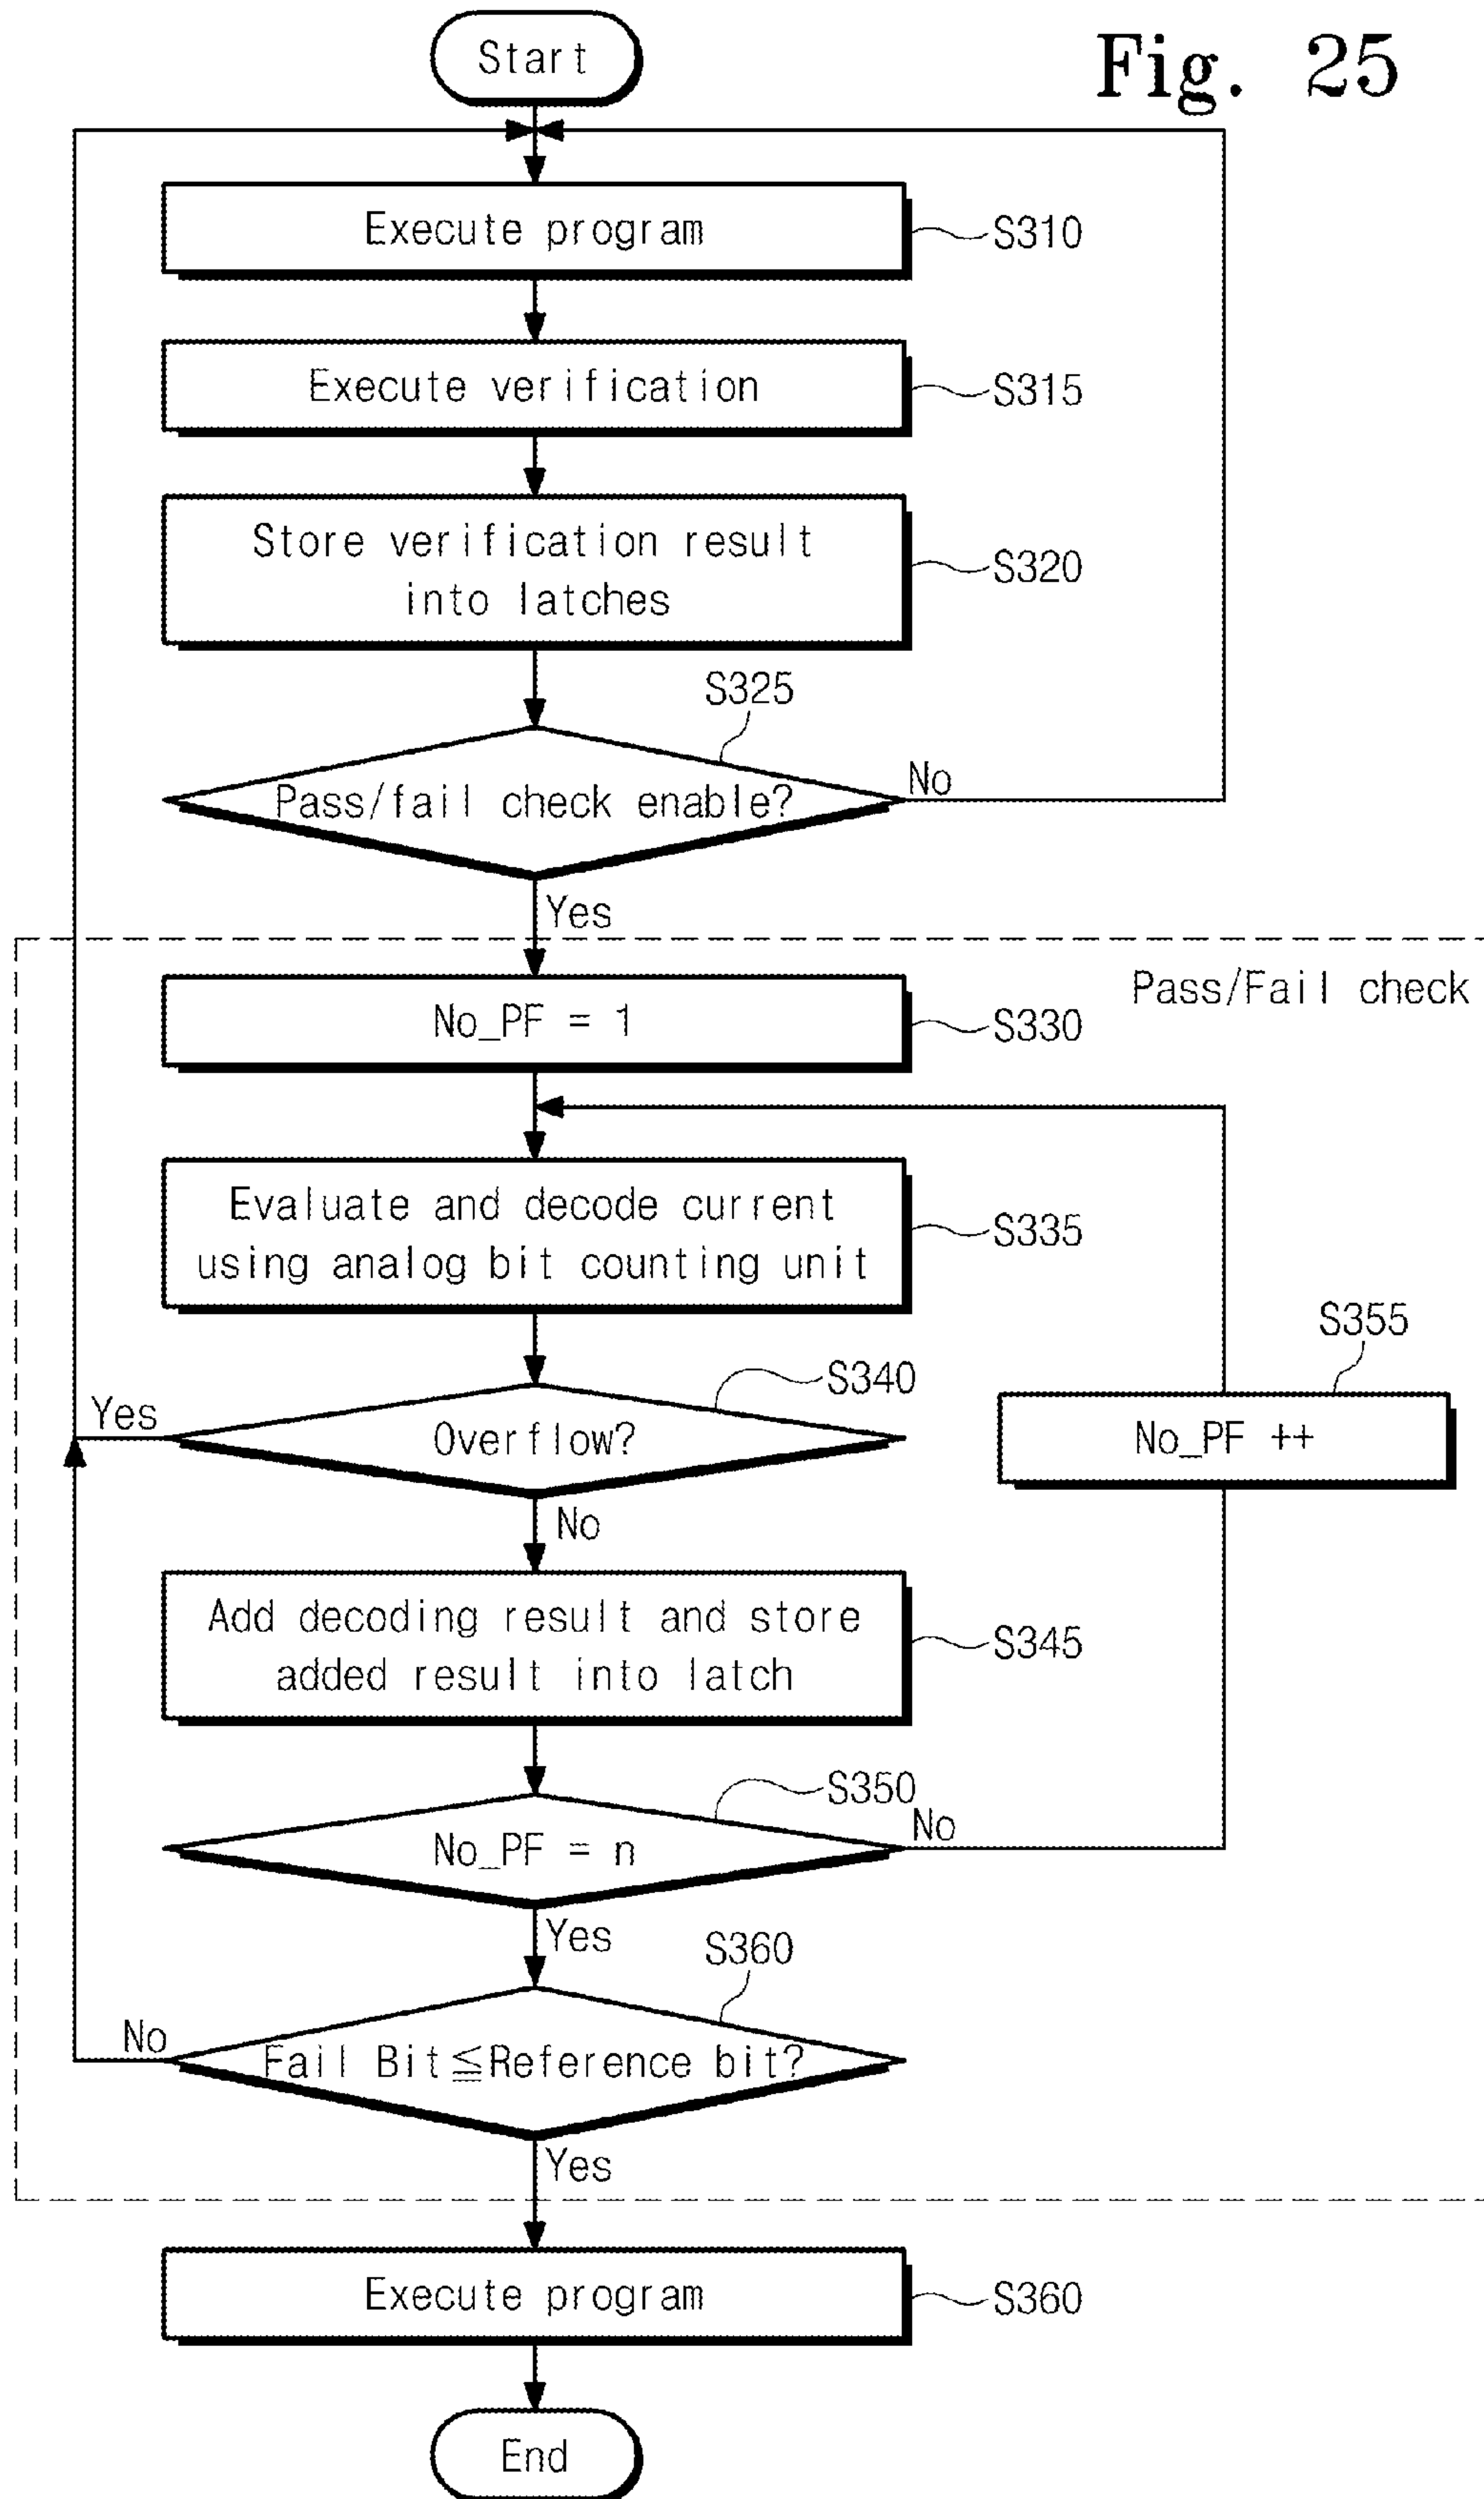 Fig. 25
Start
Execute program
S310
Execute verification
S315
Store verification result
into latches
S320
S325
Pass/fail check enable?
No
Yes
Pass/Fail check
No_PF = 1
S330
Evaluate and decode current
using analog bit counting unit
S335
S355
No_PF ++
S340
Yes
Overflow?
No
Add decoding result and store
added result into latch
S345
S350
No_PF = n
No
Yes
S360
No
Fail Bit≦Reference bit?
Yes
Execute program
S360
End